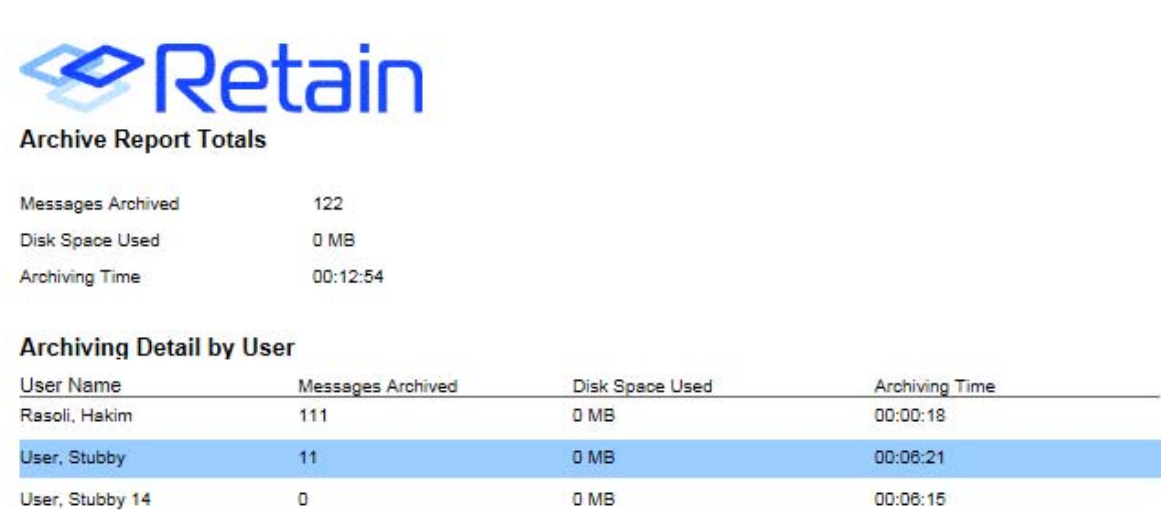 Retain
Archive Report Totals
Messages Archived 122
Disk Space Used 0 MB
Archiving Time 00:12:54
Archiving Detail by User
User Name Messages Archived Disk Space Used Archiving Time
Rasoli, Hakim 111 0 MB 00:00:18
User, Stubby 11 0 MB 00:06:21
User, Stubby 14 0 0 MB 00:06:15